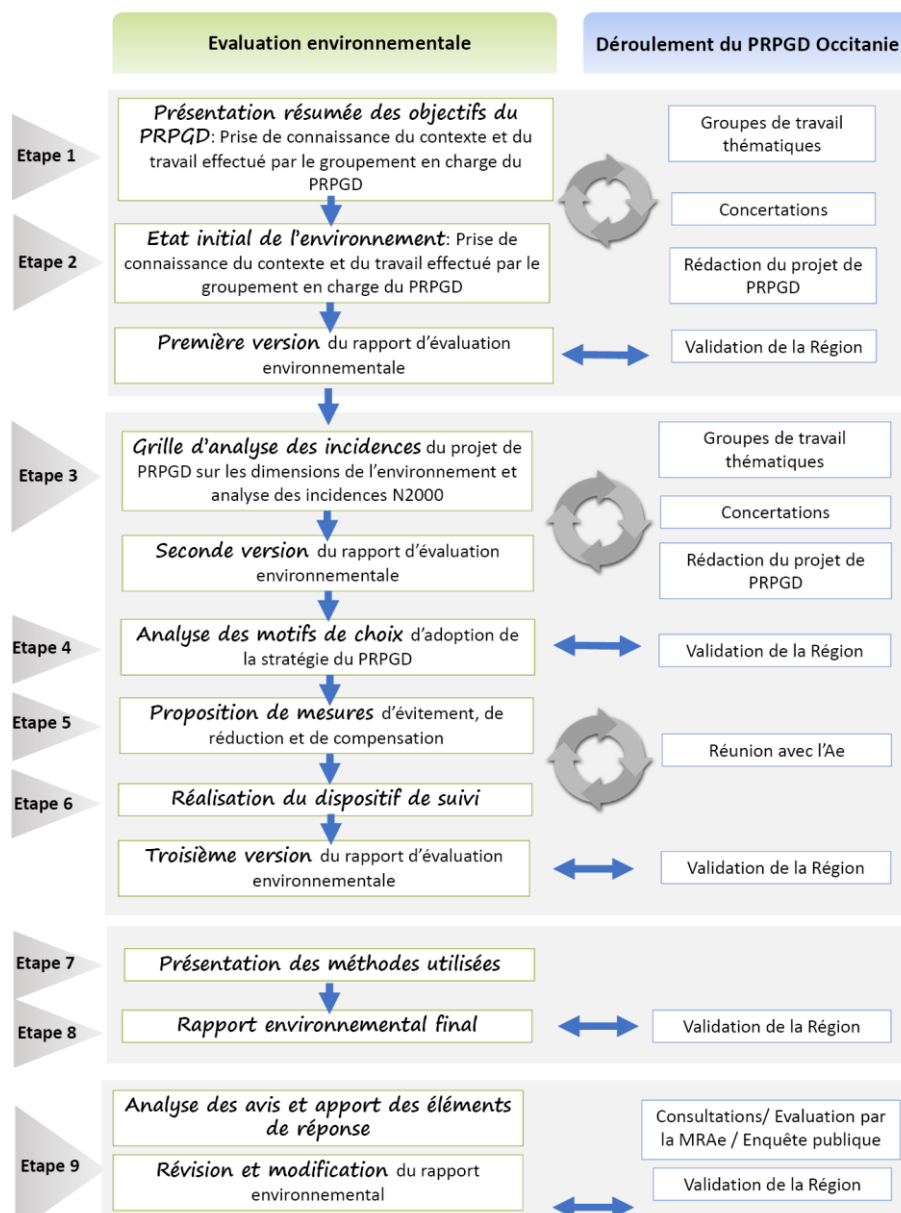 Evaluation environnementale
Déroulement du PRPGD Occitanie
Etape 1
Présentation résumée des objectifs du
PRPGD: Prise de connaissance du contexte et du
travail effectué par le groupement en charge du
PRPGD
Groupes de travail
thématiques
Concertations
Etape 2
Etat initial de l'environnement: Prise de
connaissance du contexte et du travail effectué par le
groupement en charge du PRPGD
Rédaction du projet de
PRPGD
Première version du rapport d'évaluation
environnementale
Validation de la Région
Etape 3
Grille d'analyse des incidences du projet de
PRPGD sur les dimensions de l'environnement et
analyse des incidences N2000
Groupes de travail
thématiques
Concertations
Seconde version du rapport d'évaluation
environnementale
Rédaction du projet de
PRPGD
Etape 4
Analyse des motifs de choix d'adoption de
la stratégie du PRPGD
Validation de la Région
Etape 5
Proposition de mesures d'évitement, de
réduction et de compensation
Réunion avec l'Ae
Etape 6
Réalisation du dispositif de suivi
Troisième version du rapport d'évaluation
environnementale
Validation de la Région
Etape 7
Présentation des méthodes utilisées
Etape 8
Rapport environnemental final
Validation de la Région
Etape 9
Analyse des avis et apport des éléments
de réponse
Consultations/ Evaluation par
la MRAe / Enquête publique
Révision et modification du rapport
environnemental
Validation de la Région